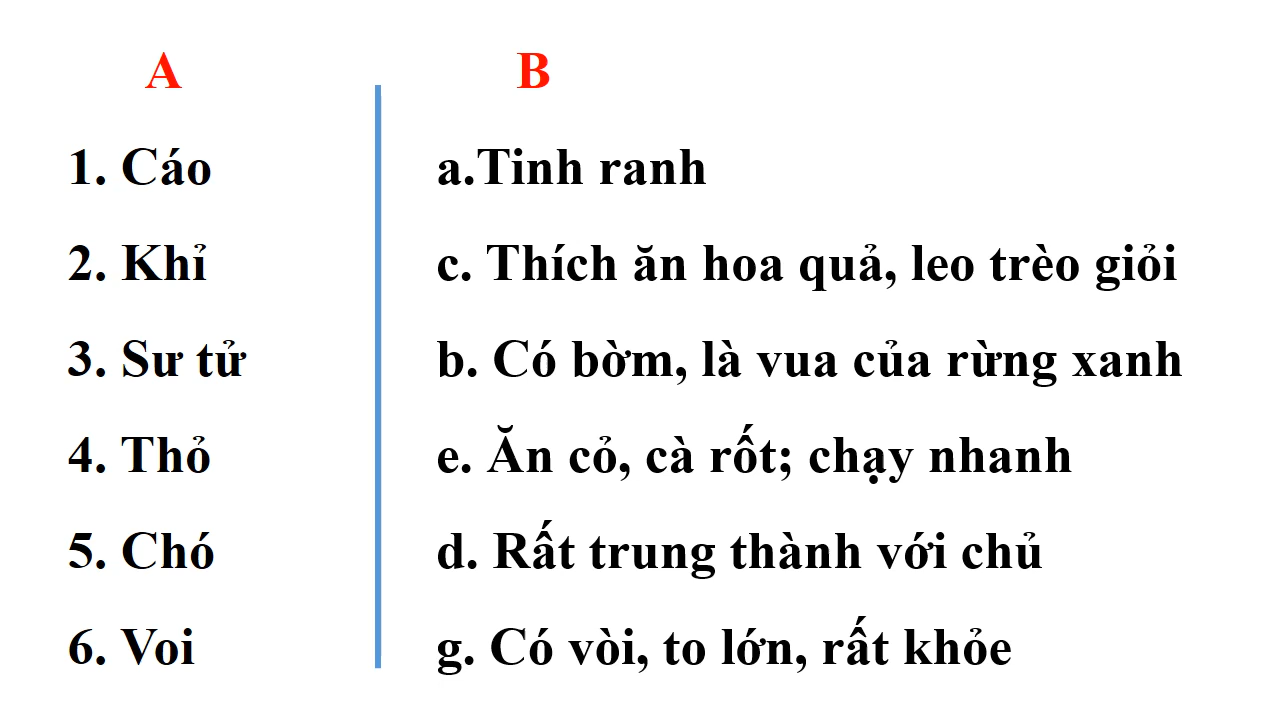 A B
1. Cáo a.Tinh ranh
2. Khỉ c. Thích ăn hoa quả, leo trèo giỏi
3. Sư tử b. Có bờm, là vua của rừng xanh
4. Thỏ e. Ăn cỏ, cà rốt; chạy nhanh
5. Chó d. Rất trung thành với chủ
6. Voi g. Có vòi, to lớn, rất khỏe